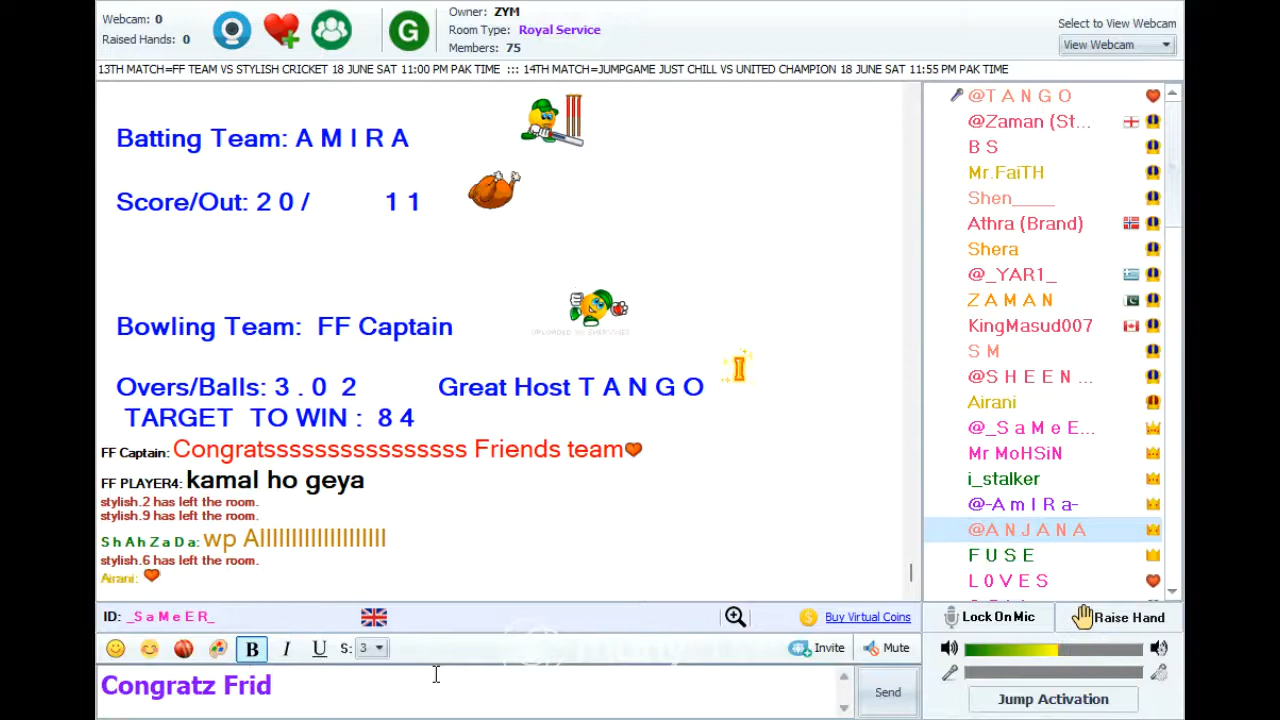 Webcam: 0
Raised Hands: 0
G
Owner: ZYM
Room Type: Royal Service
Members: 75
Select to View Webcam
View Webcam
13TH MATCH=FF TEAM VS STYLISH CRICKET 18 JUNE SAT 11:00 PM PAK TIME ::: 14TH MATCH=JUMPGAME JUST CHILL VS UNITED CHAMPION 18 JUNE SAT 11:55 PM PAK TIME
Batting Team: A M I R A
Score/Out: 2 0 / 1 1
Bowling Team: FF Captain
Overs/Balls: 3 . 0 2 Great Host T A N G O
TARGET TO WIN : 8 4
FF Captain: Congratssssssssssssssss Friends team
FF PLAYER4: kamal ho geya
stylish.2 has left the room.
stylish.9 has left the room.
S h A h Z a D a: wp Alllllllllllllllllllll
stylish.6 has left the room.
Airani:
@T A N G O
@Zaman (St...
B S
Mr.FaiTH
Shen_____
Athra (Brand)
Shera
@_YAR1_
Z A M A N
KingMasud007
S M
@S H E E N ...
Airani
@_S a M e E...
Mr MoHSiN
i_stalker
@-A m I R a-
@A N J A N A
F U S E
L 0 V E S
ID: _S a M e E R_
Buy Virtual Coins
Lock On Mic
Raise Hand
B I U S: 3
Invite
Mute
Congratz Frid
Send
Jump Activation